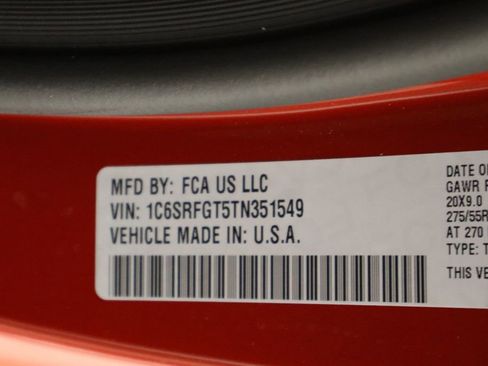 MFD BY: FCA US LLC
VIN: 1C6SRFGT5TN351549
VEHICLE MADE IN: U.S.A.
DATE O
GAWR F
20X9.0
275/55R
AT 270
TYPE: T
THIS VE